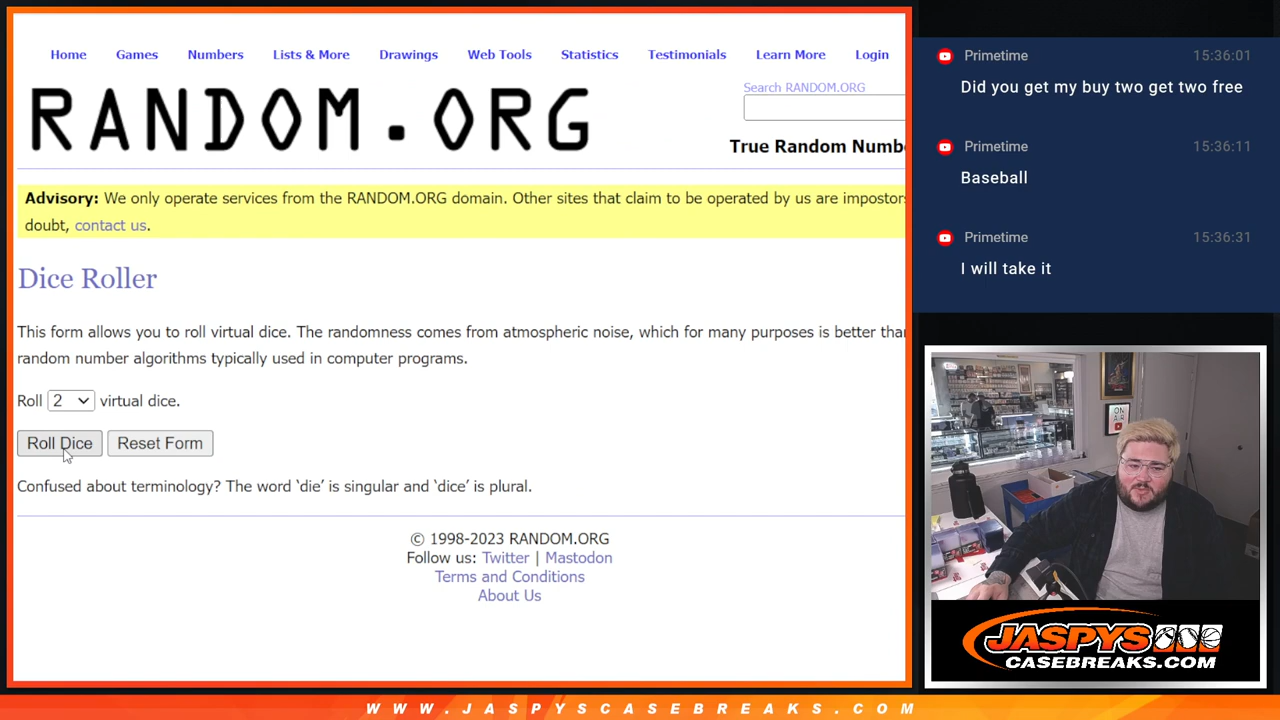 Home Games Numbers Lists & More Drawings Web Tools Statistics Testimonials Learn More Login
RANDOM.ORG
Search RANDOM.ORG
True Random Numbe
Advisory: We only operate services from the RANDOM.ORG domain. Other sites that claim to be operated by us are impostors
doubt, contact us.
Dice Roller
This form allows you to roll virtual dice. The randomness comes from atmospheric noise, which for many purposes is better than
random number algorithms typically used in computer programs.
Roll 2 virtual dice.
Roll Dice Reset Form
Confused about terminology? The word ‘die’ is singular and ‘dice’ is plural.
© 1998-2023 RANDOM.ORG
Follow us: Twitter | Mastodon
Terms and Conditions
About Us
Primetime 15:36:01
Did you get my buy two get two free
Primetime 15:36:11
Baseball
Primetime 15:36:31
I will take it
ON
AIR
JASPYS
CASEBREAKS.COM
WWW.JASPYSCASEBREAKS.COM